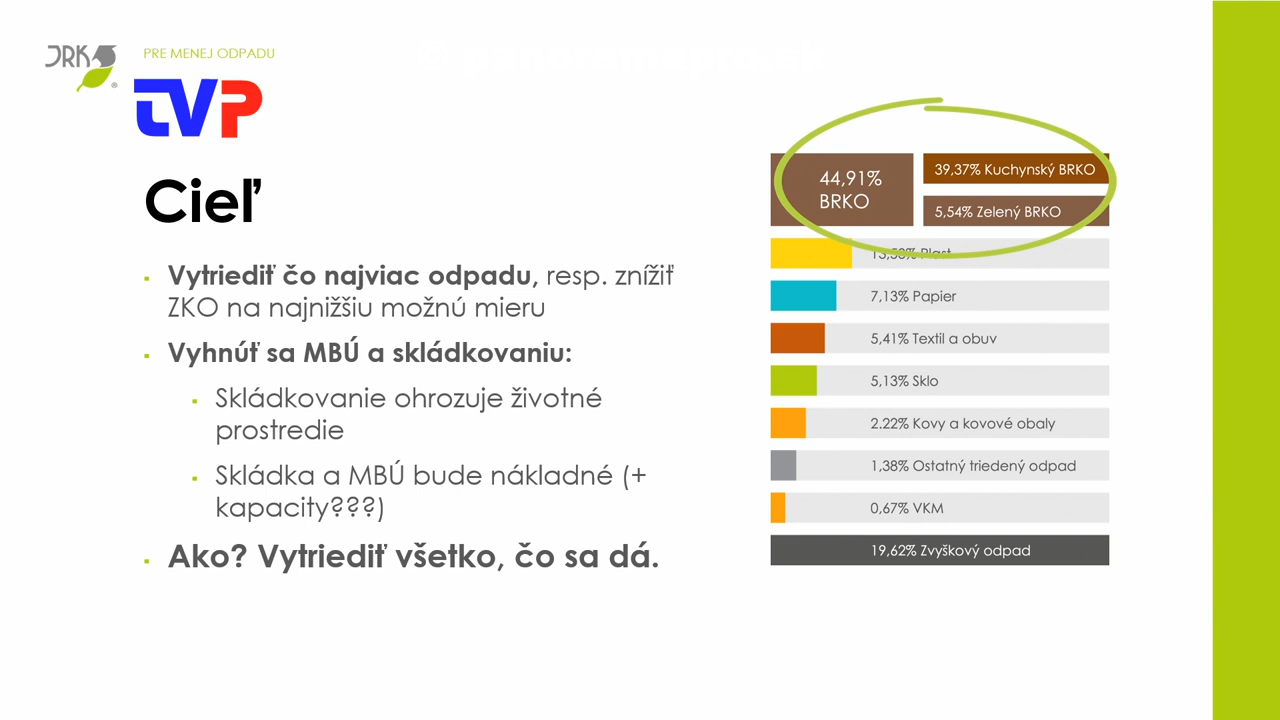 JRK
PRE MENEJ ODPADU
TVP
Cieľ
Vytriediť čo najviac odpadu, resp. znížiť
ZKO na najnižšiu možnú mieru
Vyhnúť sa MBÚ a skládkovaniu:
Skládkovanie ohrozuje životné
prostredie
Skládka a MBÚ bude nákladné (+
kapacity???)
Ako? Vytriediť všetko, čo sa dá.
44,91%
BRKO
39,37% Kuchynský BRKO
5,54% Zelený BRKO
13,58% Plast
7,13% Papier
5,41% Textil a obuv
5,13% Sklo
2.22% Kovy a kovové obaly
1,38% Ostatný triedený odpad
0,67% VKM
19,62% Zvyškový odpad